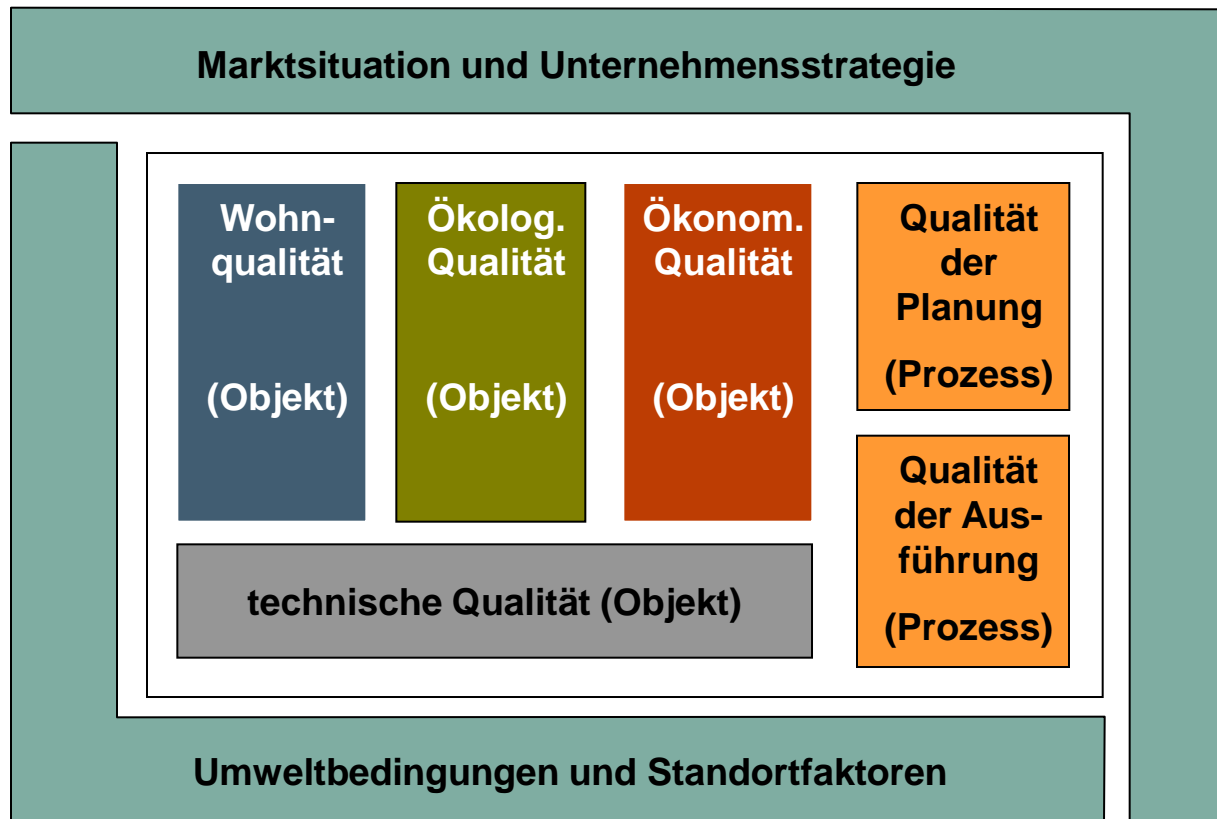 Marktsituation und Unternehmensstrategie
Wohn-
qualität
(Objekt)
Ökolog.
Qualität
(Objekt)
Ökonom.
Qualität
(Objekt)
Qualität
der
Planung
(Prozess)
Qualität
der Aus-
führung
(Prozess)
technische Qualität (Objekt)
Umweltbedingungen und Standortfaktoren